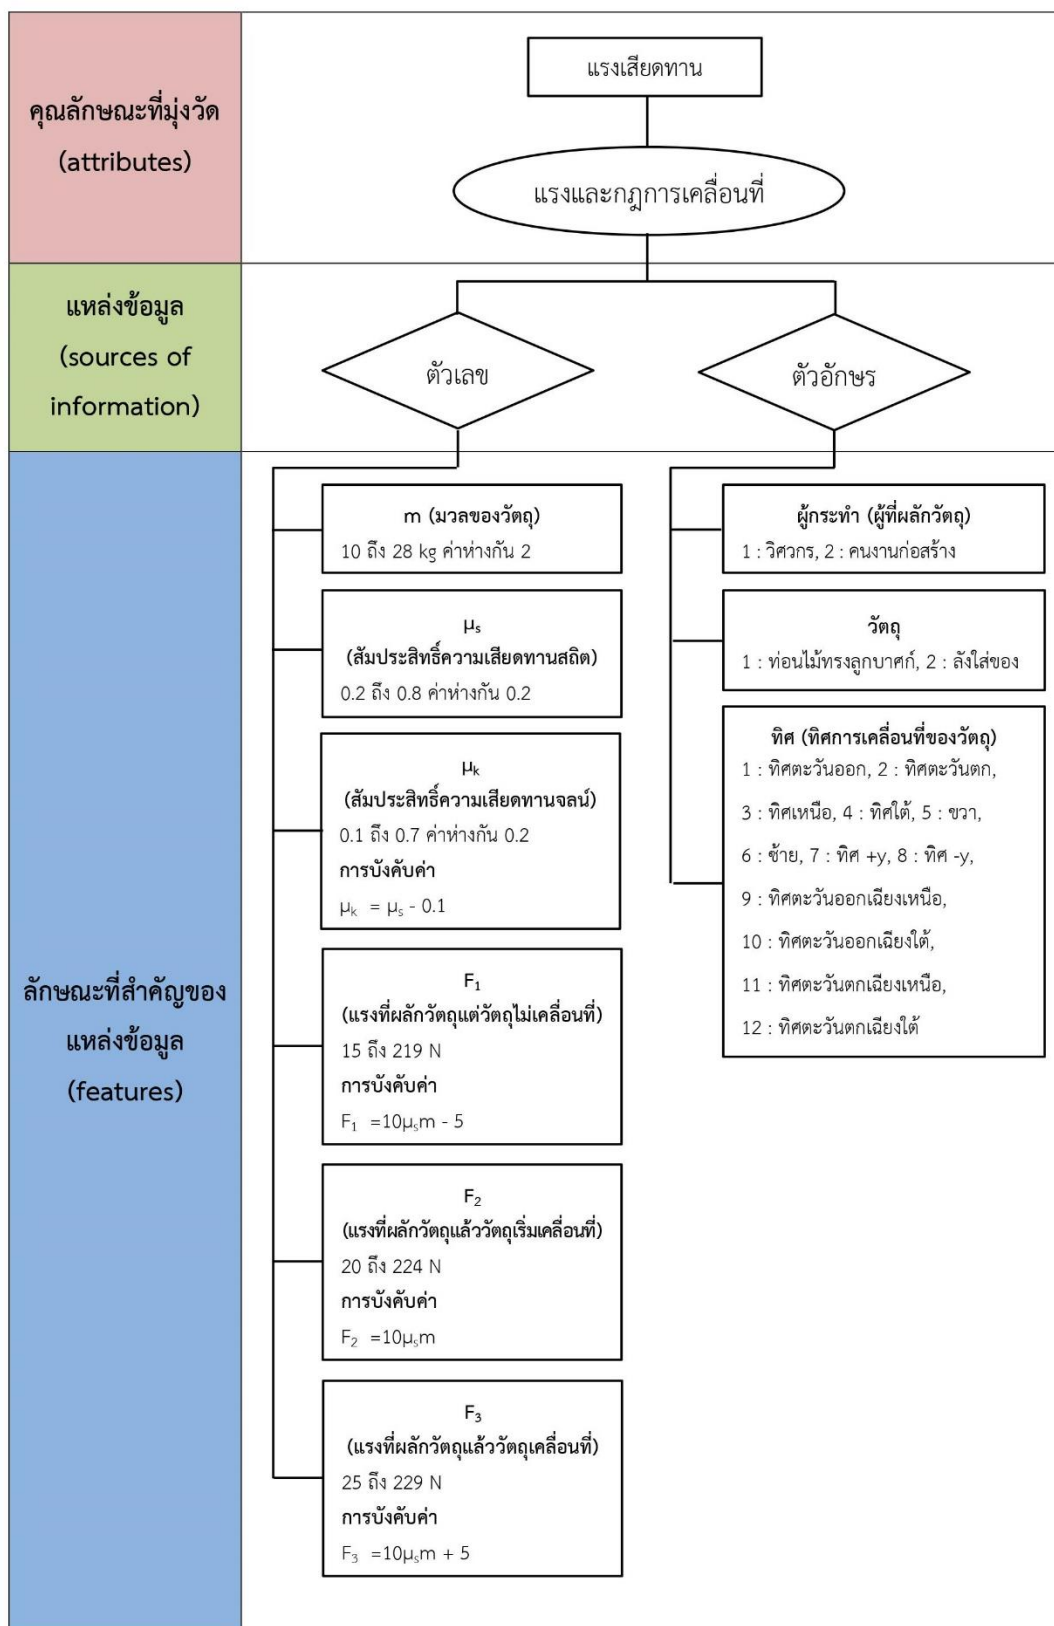 คุณลักษณะที่มุ่งวัด
(attributes)
แรงเสียดทาน
แรงและกฎการเคลื่อนที่
แหล่งข้อมูล
(sources of
information)
ตัวเลข
ตัวอักษร
ลักษณะที่สำคัญของ
แหล่งข้อมูล
(features)
m (มวลของวัตถุ)
10 ถึง 28 kg ค่าห่างกัน 2
μₛ
(สัมประสิทธิ์ความเสียดทานสถิต)
0.2 ถึง 0.8 ค่าห่างกัน 0.2
μₖ
(สัมประสิทธิ์ความเสียดทานจลน์)
0.1 ถึง 0.7 ค่าห่างกัน 0.2
การบังคับค่า
μₖ = μₛ - 0.1
F₁
(แรงที่ผลักวัตถุแต่วัตถุไม่เคลื่อนที่)
15 ถึง 219 N
การบังคับค่า
F₁ =10μₛm - 5
F₂
(แรงที่ผลักวัตถุแล้ววัตถุเริ่มเคลื่อนที่)
20 ถึง 224 N
การบังคับค่า
F₂ =10μₛm
F₃
(แรงที่ผลักวัตถุแล้ววัตถุเคลื่อนที่)
25 ถึง 229 N
การบังคับค่า
F₃ =10μₛm + 5
ผู้กระทำ (ผู้ที่ผลักวัตถุ)
1 : วิศวกร, 2 : คนงานก่อสร้าง
วัตถุ
1 : ท่อนไม้ทรงลูกบาศก์, 2 : ลังใส่ของ
ทิศ (ทิศการเคลื่อนที่ของวัตถุ)
1 : ทิศตะวันออก, 2 : ทิศตะวันตก,
3 : ทิศเหนือ, 4 : ทิศใต้, 5 : ขวา,
6 : ซ้าย, 7 : ทิศ +y, 8 : ทิศ -y,
9 : ทิศตะวันออกเฉียงเหนือ,
10 : ทิศตะวันออกเฉียงใต้,
11 : ทิศตะวันตกเฉียงเหนือ,
12 : ทิศตะวันตกเฉียงใต้